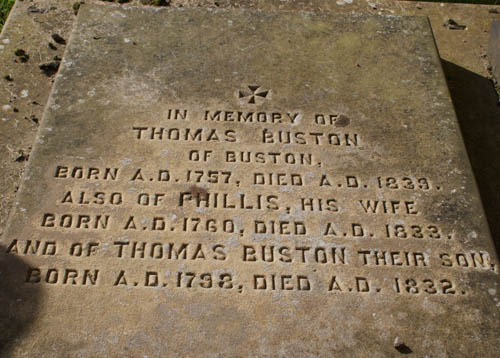 IN MEMORY OF
THOMAS BUSTON
OF BUSTON,
BORN A.D. 1757, DIED A.D. 1839.
ALSO OF PHILLIS, HIS WIFE
BORN A.D. 1760, DIED A.D. 1833.
AND OF THOMAS BUSTON THEIR SON,
BORN A.D. 1798, DIED A.D. 1832.